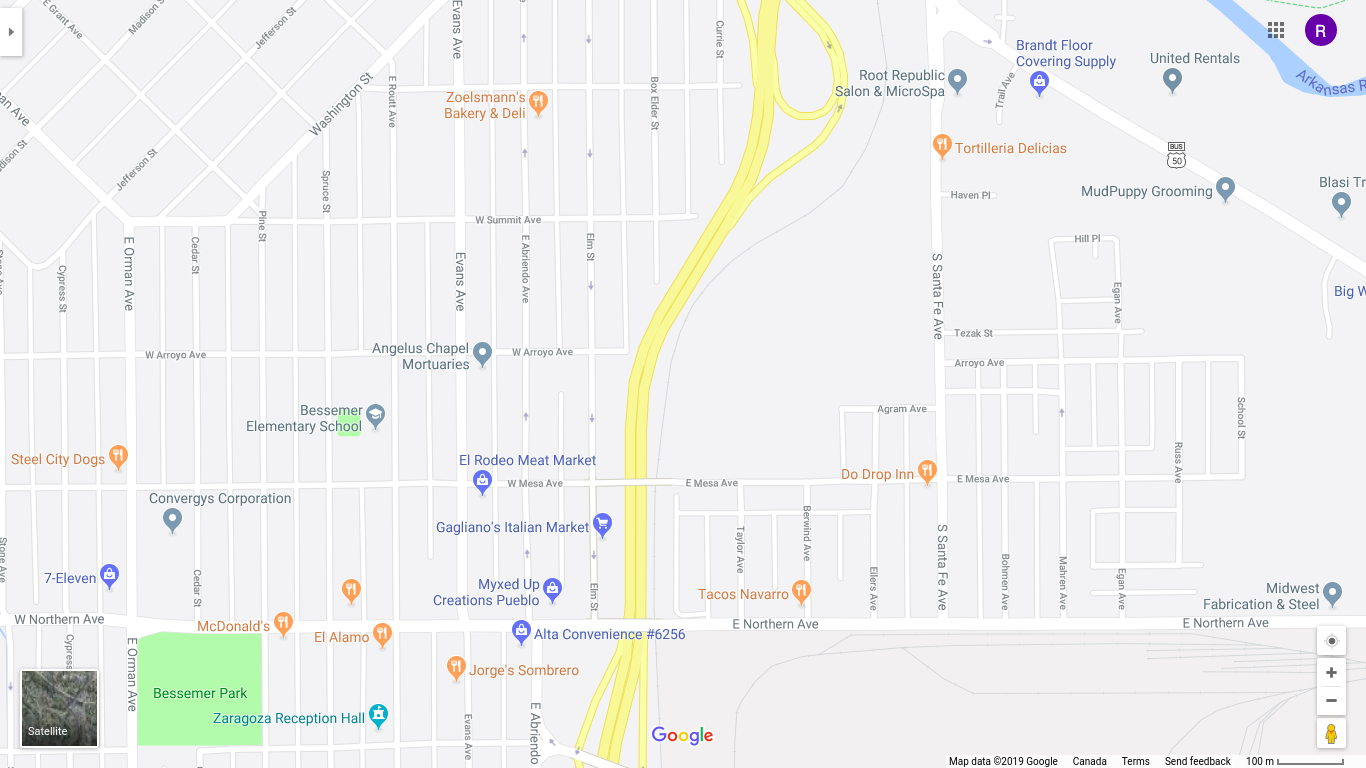 E Grant Ave
Madison St
Jefferson St
Evans Ave
Currie St
R
Brandt Floor
Covering Supply
United Rentals
Root Republic
Salon & MicroSpa
Trail Ave
Arkansas R
Washington St
E Routt Ave
Zoelsmann's
Bakery & Deli
Box Elder St
an Ave
dison St
Jefferson St
Tortilleria Delicias
BUS
50
Spruce St
MudPuppy Grooming
Blasi Tr
Haven Pl
Pine St
W Summit Ave
Cedar St
E Orman Ave
Cypress St
Evans Ave
E Abriendo Ave
Elm St
Hill Pl
S Santa Fe Ave
Egan Ave
Big W
Tezak St
W Arroyo Ave
Angelus Chapel
Mortuaries
W Arroyo Ave
Arroyo Ave
Bessemer
Elementary School
Agram Ave
School St
Steel City Dogs
El Rodeo Meat Market
Russ Ave
Do Drop Inn
W Mesa Ave
E Mesa Ave
E Mesa Ave
Convergys Corporation
Gagliano's Italian Market
Taylor Ave
Berwind Ave
S Santa Fe Ave
Stone Ave
7-Eleven
Cedar St
Myxed Up
Creations Pueblo
Elm St
Tacos Navarro
Eilers Ave
Bohmen Ave
Mahren Ave
Egan Ave
Midwest
Fabrication & Steel
W Northern Ave
McDonald's
El Alamo
Alta Convenience #6256
E Northern Ave
E Northern Ave
Cypress
E Orman Ave
Jorge's Sombrero
Bessemer Park
Zaragoza Reception Hall
Evans Ave
E Abriendo
Satellite
Google
Map data ©2019 Google Canada Terms Send feedback 100 m